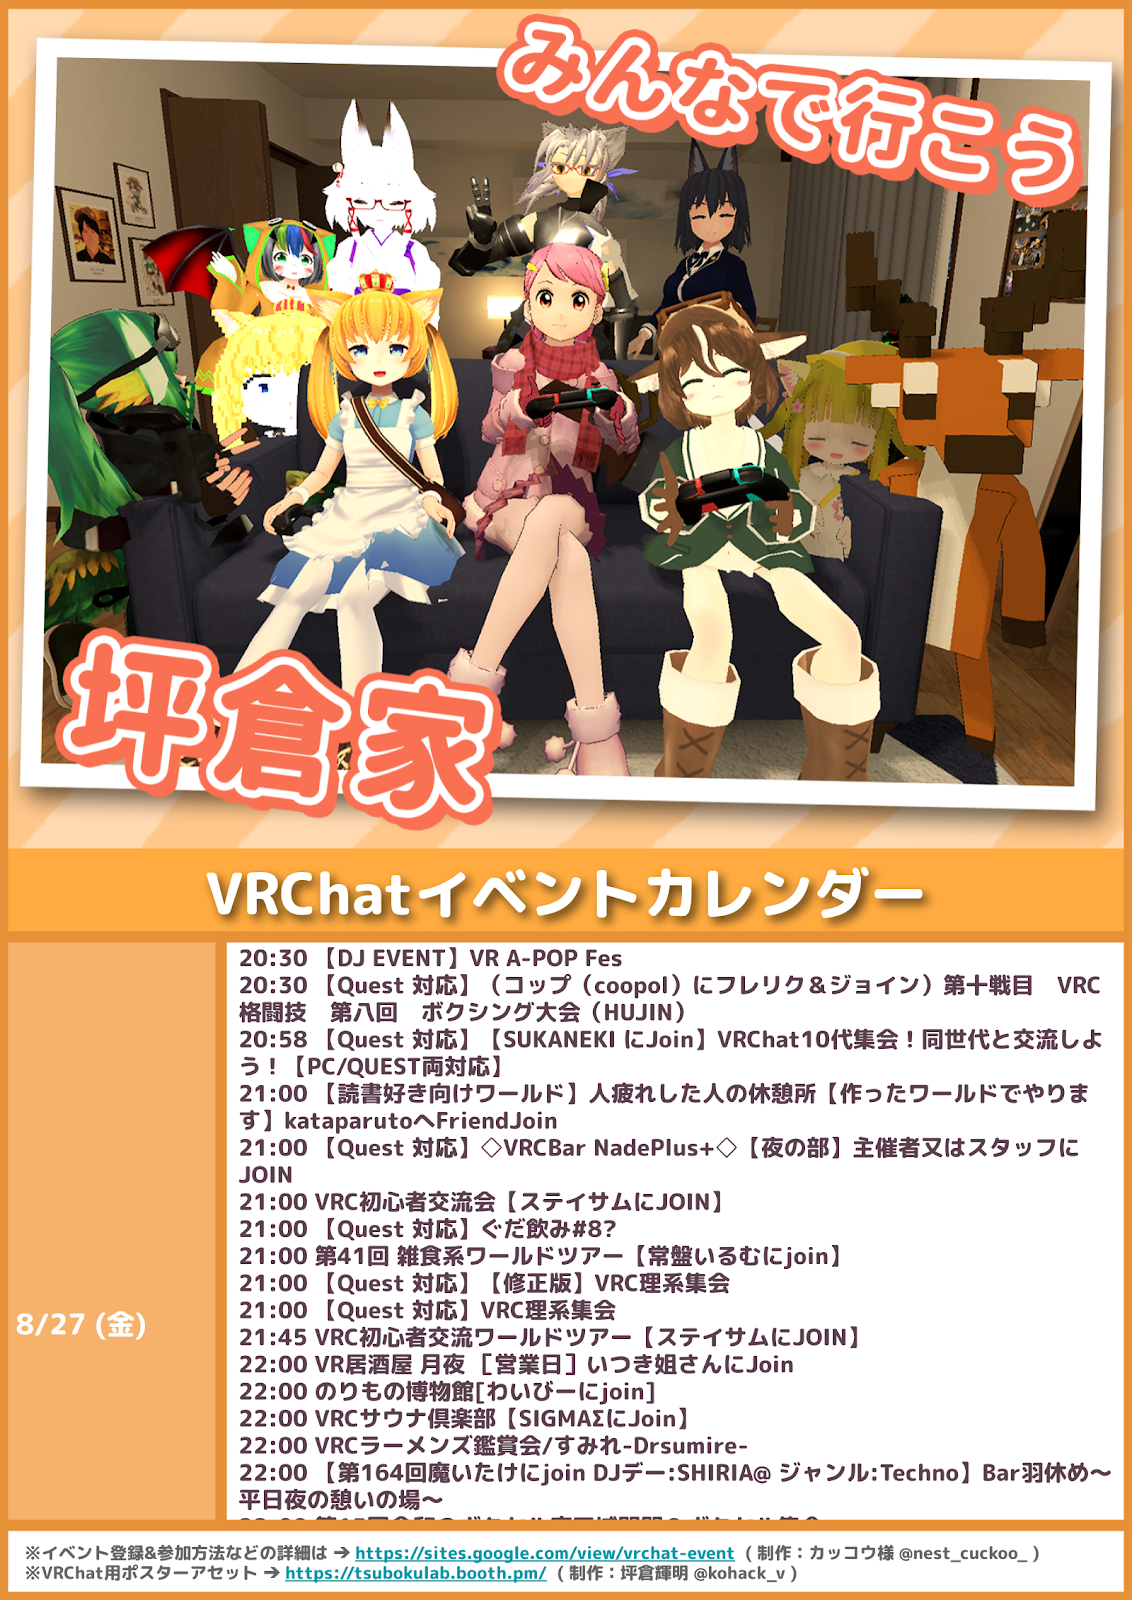 みんなで行こう
坪倉家
VRChatイベントカレンダー
8/27 (金)
20:30 【DJ EVENT】VR A-POP Fes
20:30 【Quest 対応】（コップ（coopol）にフレリク＆ジョイン）第十戦目　VRC
格闘技　第八回　ボクシング大会（HUJIN）
20:58 【Quest 対応】【SUKANEKI にJoin】VRChat10代集会！同世代と交流しよ
う！【PC/QUEST両対応】
21:00 【読書好き向けワールド】人疲れした人の休憩所【作ったワールドでやりま
す】kataparutoへFriendJoin
21:00 【Quest 対応】◇VRCBar NadePlus+◇【夜の部】主催者又はスタッフに
JOIN
21:00 VRC初心者交流会【ステイサムにJOIN】
21:00 【Quest 対応】ぐだ飲み#8?
21:00 第41回 雑食系ワールドツアー【常盤いるむにjoin】
21:00 【Quest 対応】【修正版】VRC理系集会
21:00 【Quest 対応】VRC理系集会
21:45 VRC初心者交流ワールドツアー【ステイサムにJOIN】
22:00 VR居酒屋 月夜 ［営業日］いつき姐さんにJoin
22:00 のりもの博物館[わいびーにjoin]
22:00 VRCサウナ倶楽部【SIGMAΣにJoin】
22:00 VRCラーメンズ鑑賞会/すみれ-Drsumire-
22:00 【第164回魔いたけにjoin DJデー:SHIRIA@ ジャンル:Techno】Bar羽休め～
平日夜の憩いの場～
※イベント登録&参加方法などの詳細は ➔ https://sites.google.com/view/vrchat-event ( 制作：カッコウ様 @nest_cuckoo_ )
※VRChat用ポスターアセット ➔ https://tsubokulab.booth.pm/ ( 制作：坪倉輝明 @kohack_v )